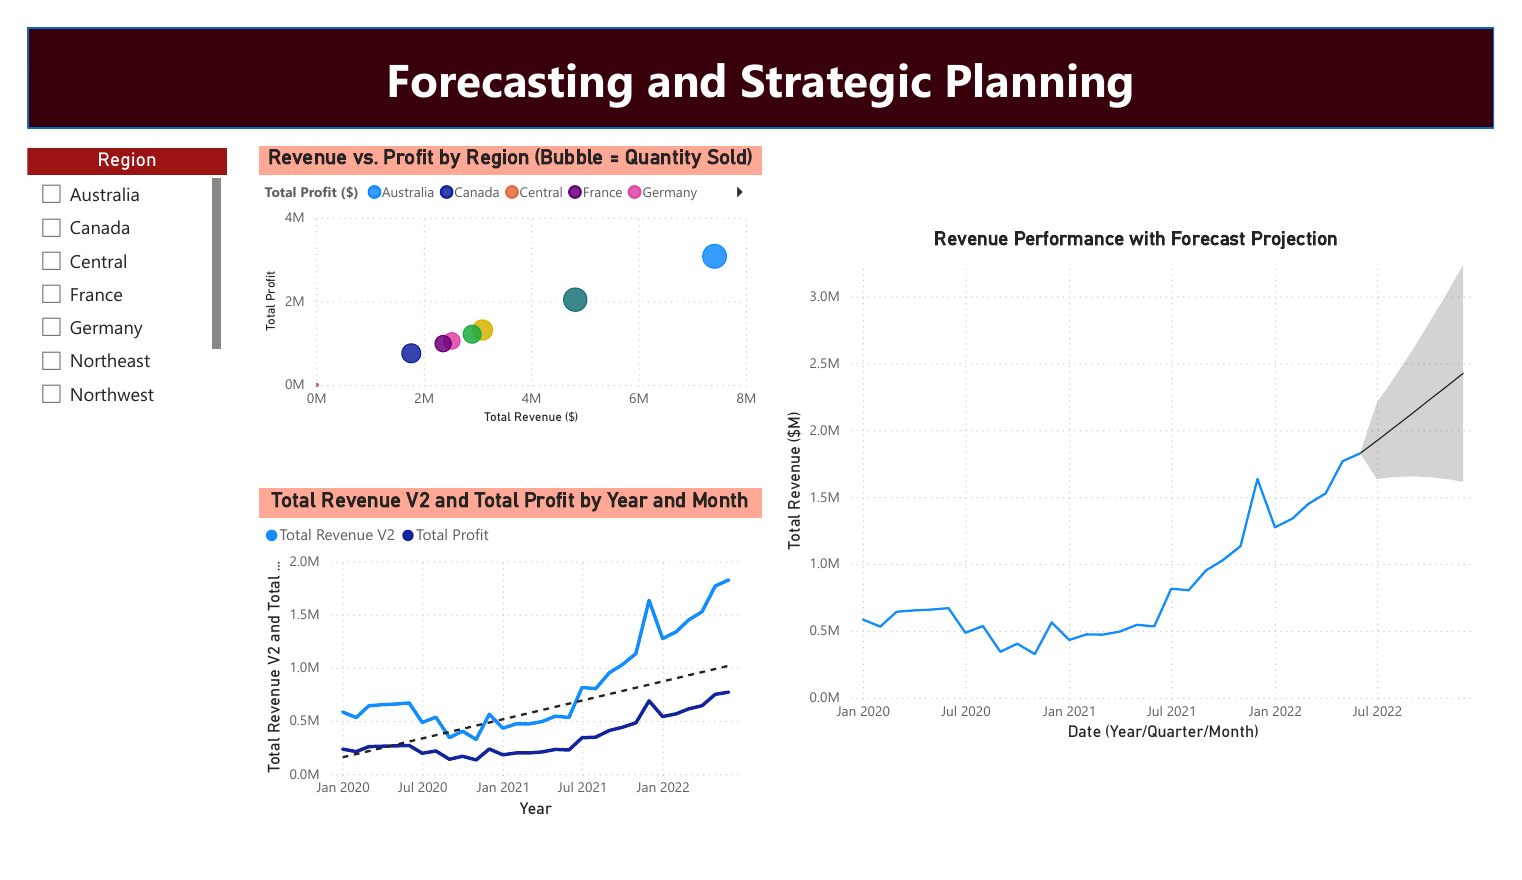 Forecasting and Strategic Planning
Region
Australia
Canada
Central
France
Germany
Northeast
Northwest
Revenue vs. Profit by Region (Bubble = Quantity Sold)
Total Profit ($) Australia Canada Central France Germany
4M
2M
0M
Total Profit
0M 2M 4M 6M 8M
Total Revenue ($)
Total Revenue V2 and Total Profit by Year and Month
Total Revenue V2 Total Profit
2.0M
1.5M
1.0M
0.5M
0.0M
Total Revenue V2 and Total ...
Jan 2020 Jul 2020 Jan 2021 Jul 2021 Jan 2022
Year
Revenue Performance with Forecast Projection
3.0M
2.5M
2.0M
1.5M
1.0M
0.5M
0.0M
Total Revenue ($M)
Jan 2020 Jul 2020 Jan 2021 Jul 2021 Jan 2022 Jul 2022
Date (Year/Quarter/Month)